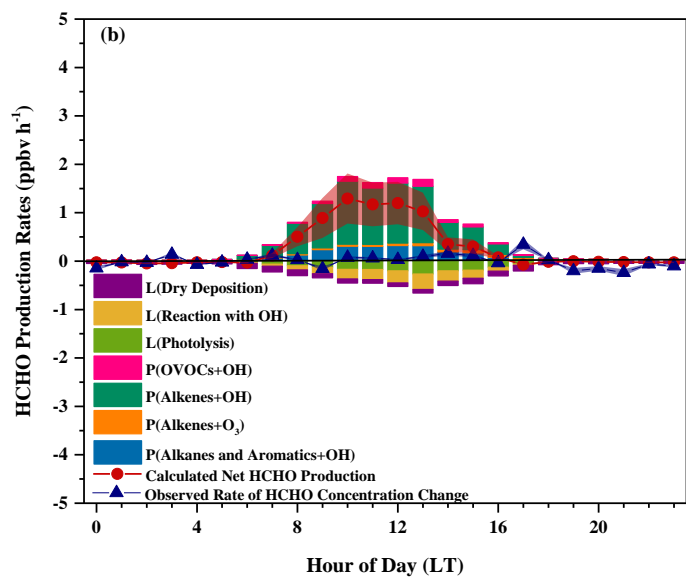 (b)
5
4
3
2
1
0
-1
-2
-3
-4
-5
HCHO Production Rates (ppbv h⁻¹)
L(Dry Deposition)
L(Reaction with OH)
L(Photolysis)
P(OVOCs+OH)
P(Alkenes+OH)
P(Alkenes+O₃)
P(Alkanes and Aromatics+OH)
Calculated Net HCHO Production
Observed Rate of HCHO Concentration Change
0 4 8 12 16 20
Hour of Day (LT)